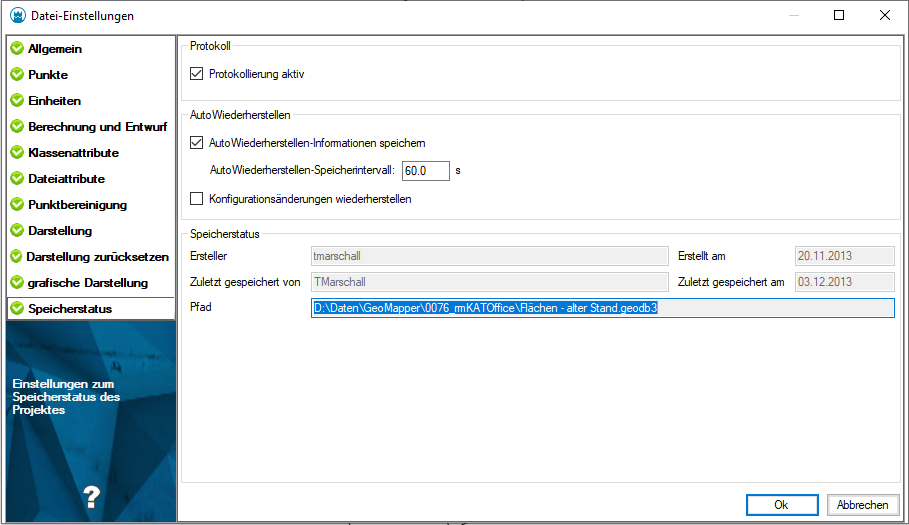 Datei-Einstellungen
Allgemein
Punkte
Einheiten
Berechnung und Entwurf
Klassenattribute
Dateiattribute
Punktbereinigung
Darstellung
Darstellung zurücksetzen
grafische Darstellung
Speicherstatus
Einstellungen zum
Speicherstatus des
Projektes
?
Protokoll
Protokollierung aktiv
AutoWiederherstellen
AutoWiederherstellen-Informationen speichern
AutoWiederherstellen-Speicherintervall: 60.0 s
Konfigurationsänderungen wiederherstellen
Speicherstatus
Ersteller tmarschall Erstellt am 20.11.2013
Zuletzt gespeichert von TMarschall Zuletzt gespeichert am 03.12.2013
Pfad D:\Daten\GeoMapper\0076_rmKATOffice\Flächen - alter Stand.geodb3
Ok Abbrechen